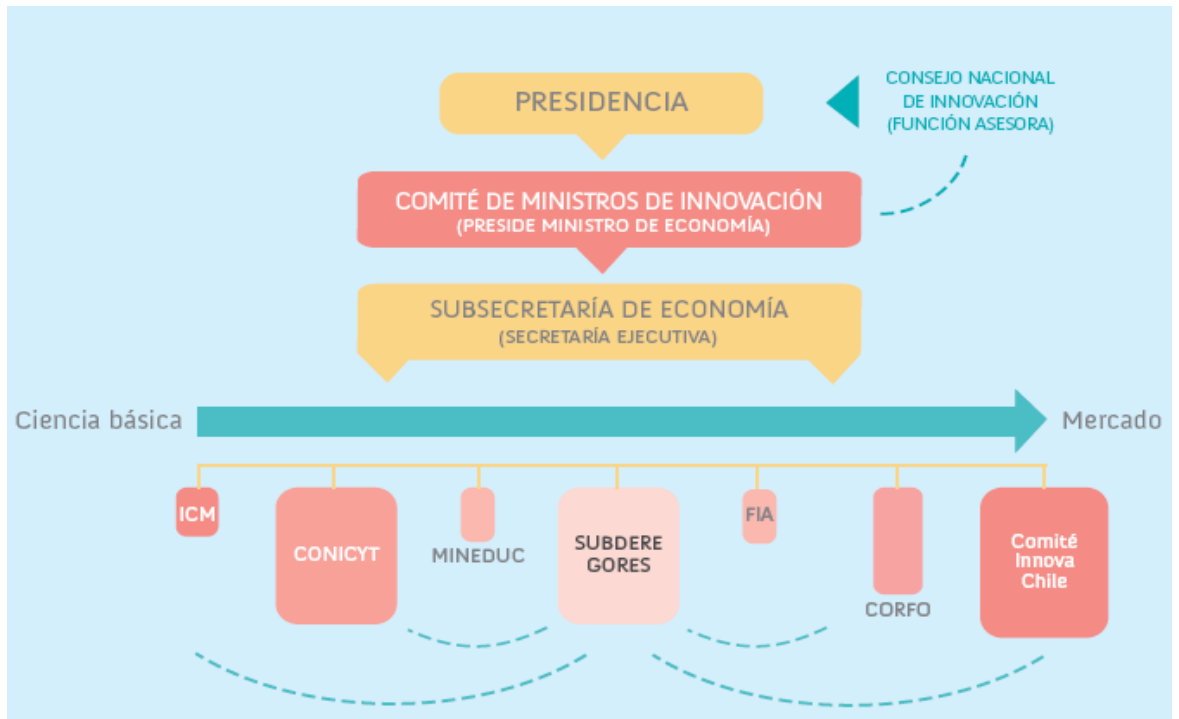 PRESIDENCIA
CONSEJO NACIONAL
DE INNOVACIÓN
(FUNCIÓN ASESORA)
COMITÉ DE MINISTROS DE INNOVACIÓN
(PRESIDE MINISTRO DE ECONOMÍA)
SUBSECRETARÍA DE ECONOMÍA
(SECRETARÍA EJECUTIVA)
Ciencia básica
Mercado
ICM
CONICYT
MINEDUC
SUBDERE
GORES
FIA
CORFO
Comité
Innova
Chile